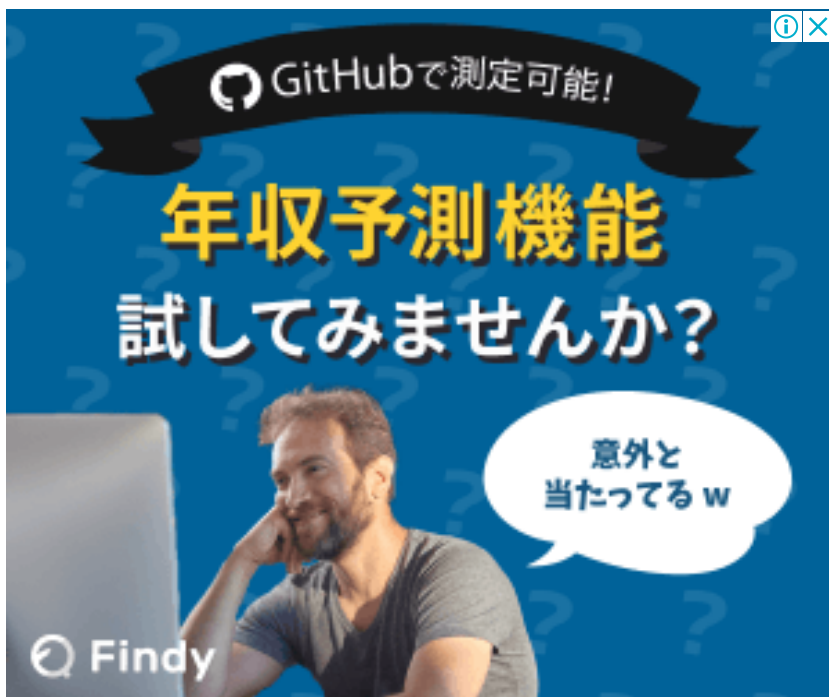 GitHubで測定可能!
年収予測機能
試してみませんか?
意外と
当たってるw
Findy